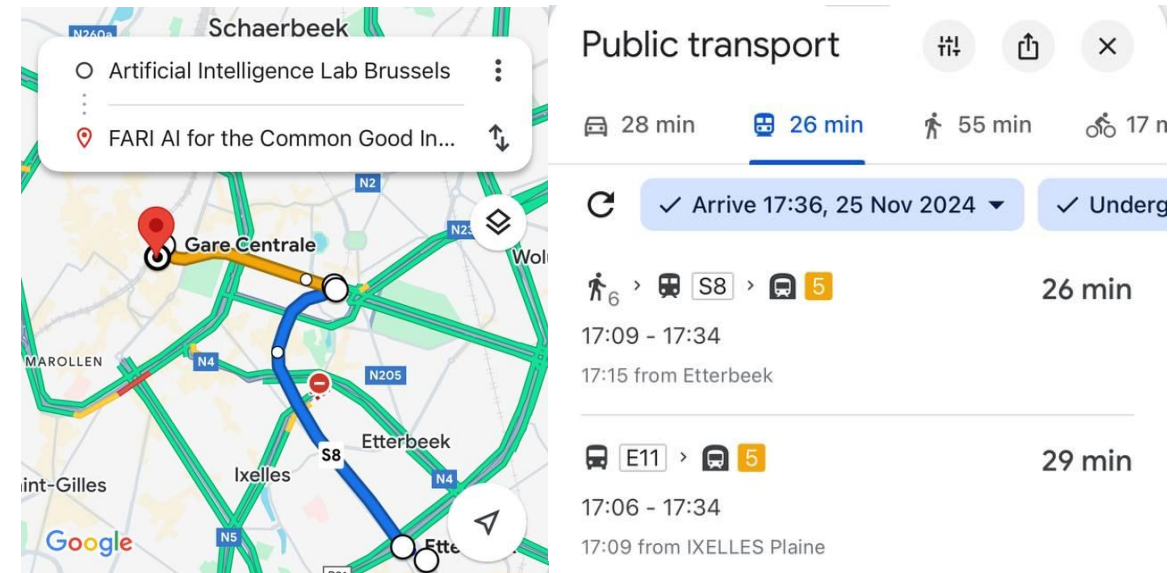 Schaerbeek
N260a
Artificial Intelligence Lab Brussels
FARI AI for the Common Good In...
N2
N23
Gare Centrale
Wol
MAROLLEN
N4
N205
Etterbeek
S8
Ixelles
int-Gilles
N4
Google
N5
Ette
Public transport
28 min
26 min
55 min
17 m
Arrive 17:36, 25 Nov 2024
Underg
6 S8 5
26 min
17:09 - 17:34
17:15 from Etterbeek
E11 5
29 min
17:06 - 17:34
17:09 from IXELLES Plaine